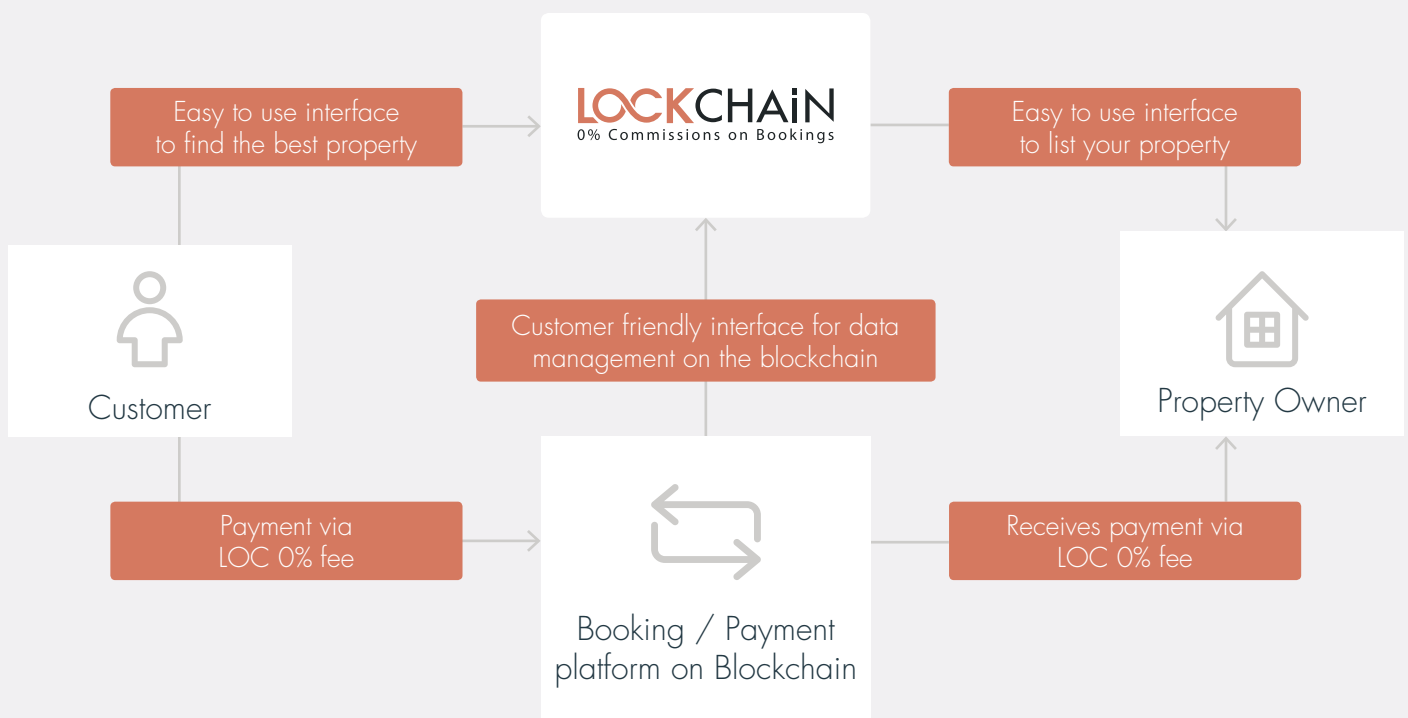 LOCKCHAiN
0% Commissions on Bookings
Easy to use interface
to find the best property
Easy to use interface
to list your property
Customer
Customer friendly interface for data
management on the blockchain
Property Owner
Payment via
LOC 0% fee
Receives payment via
LOC 0% fee
Booking / Payment
platform on Blockchain